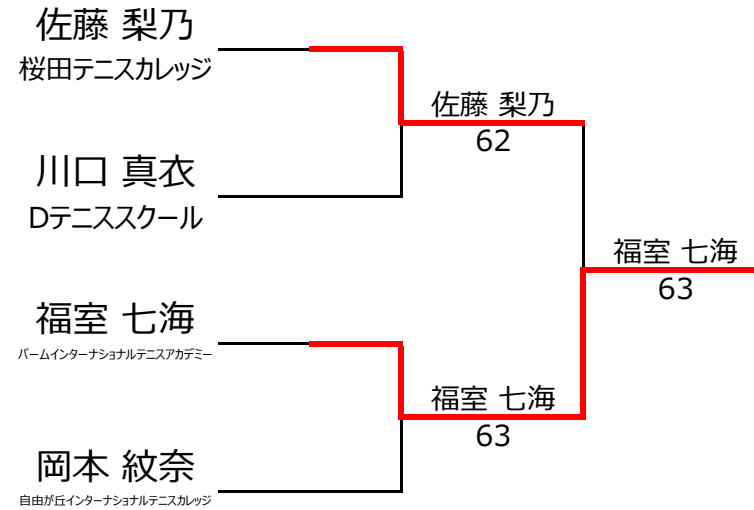 佐藤 梨乃
桜田テニスカレッジ
佐藤 梨乃
62
川口 真衣
Dテニススクール
福室 七海
63
福室 七海
パームインターナショナルテニスアカデミー
福室 七海
63
岡本 紋奈
自由が丘インターナショナルテニスカレッジ